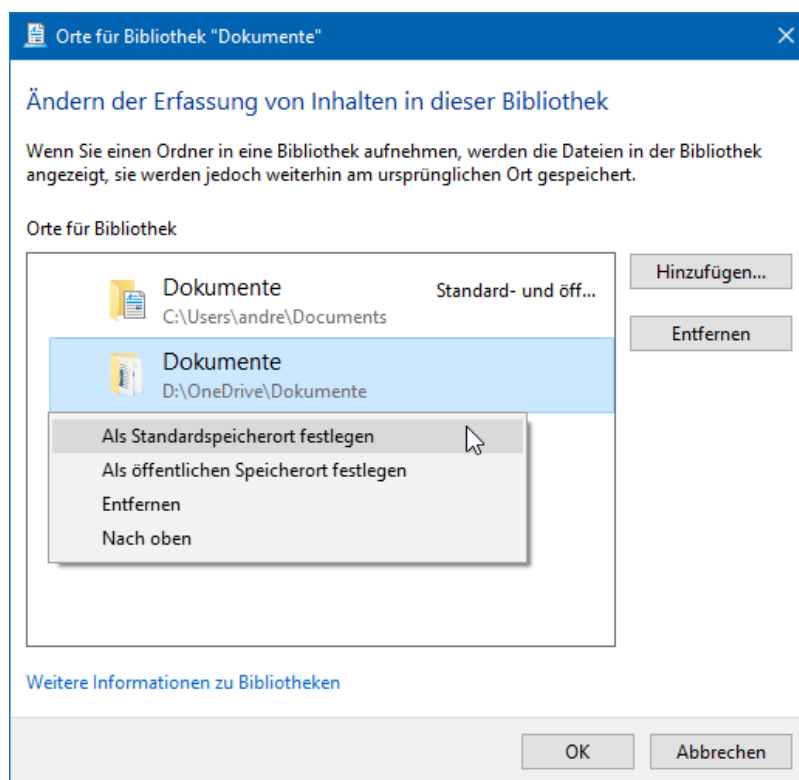 Orte für Bibliothek "Dokumente"
Ändern der Erfassung von Inhalten in dieser Bibliothek
Wenn Sie einen Ordner in eine Bibliothek aufnehmen, werden die Dateien in der Bibliothek
angezeigt, sie werden jedoch weiterhin am ursprünglichen Ort gespeichert.
Orte für Bibliothek
Dokumente
Standard- und öff...
C:\Users\andre\Documents
Hinzufügen...
Entfernen
Dokumente
D:\OneDrive\Dokumente
Als Standardspeicherort festlegen
Als öffentlichen Speicherort festlegen
Entfernen
Nach oben
Weitere Informationen zu Bibliotheken
OK
Abbrechen